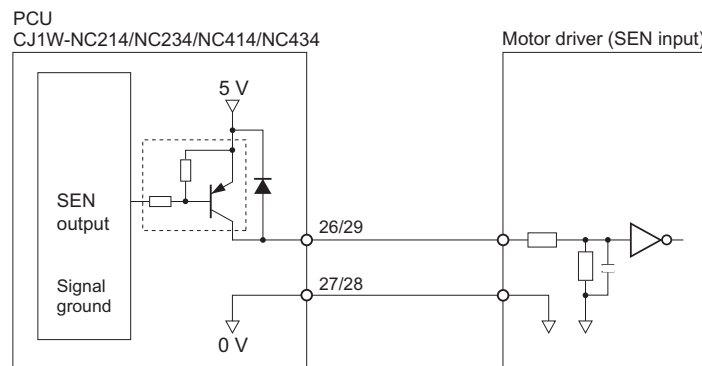 PCU
CJ1W-NC214/NC234/NC414/NC434
Motor driver (SEN input)
5 V
SEN
output
26/29
Signal
ground
27/28
0 V